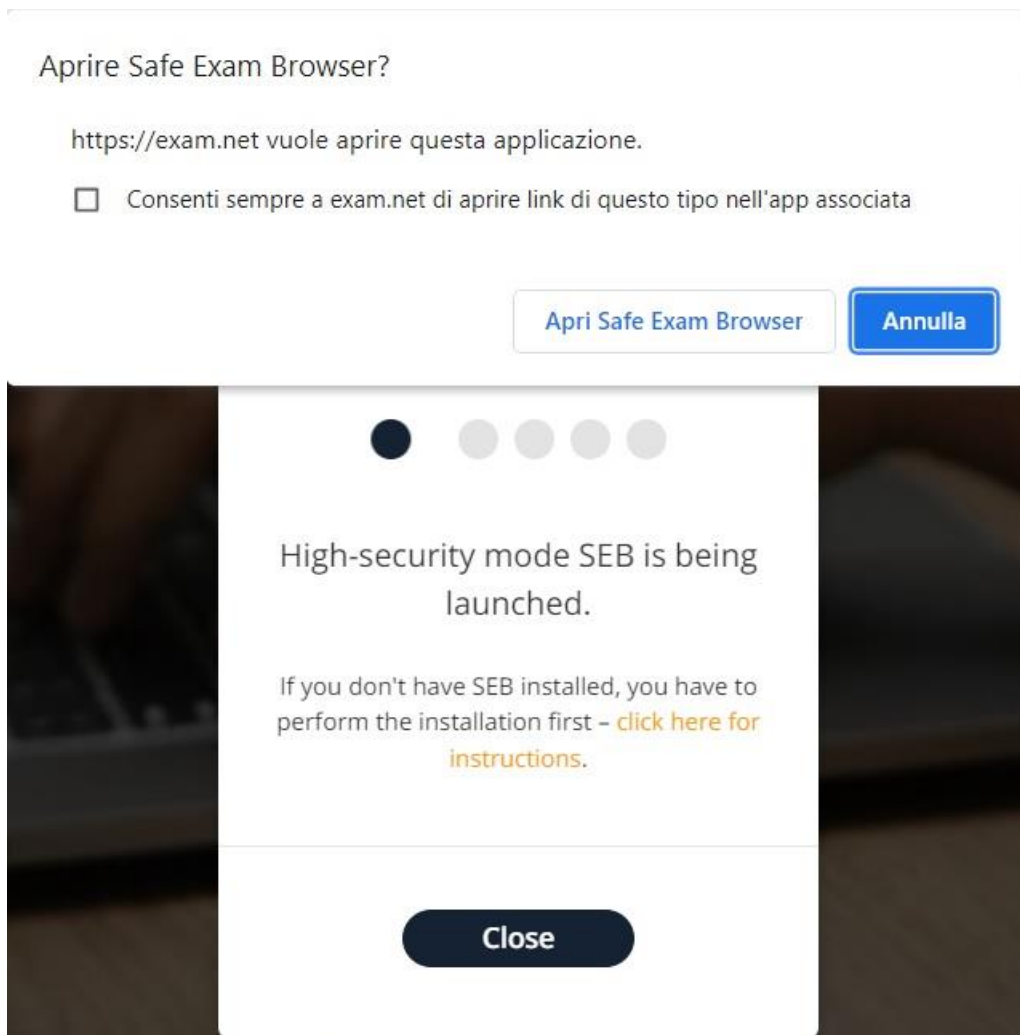 Aprire Safe Exam Browser?
https://exam.net vuole aprire questa applicazione.
Consenti sempre a exam.net di aprire link di questo tipo nell'app associata
Apri Safe Exam Browser
Annulla
High-security mode SEB is being
launched.
If you don't have SEB installed, you have to
perform the installation first – click here for
instructions.
Close